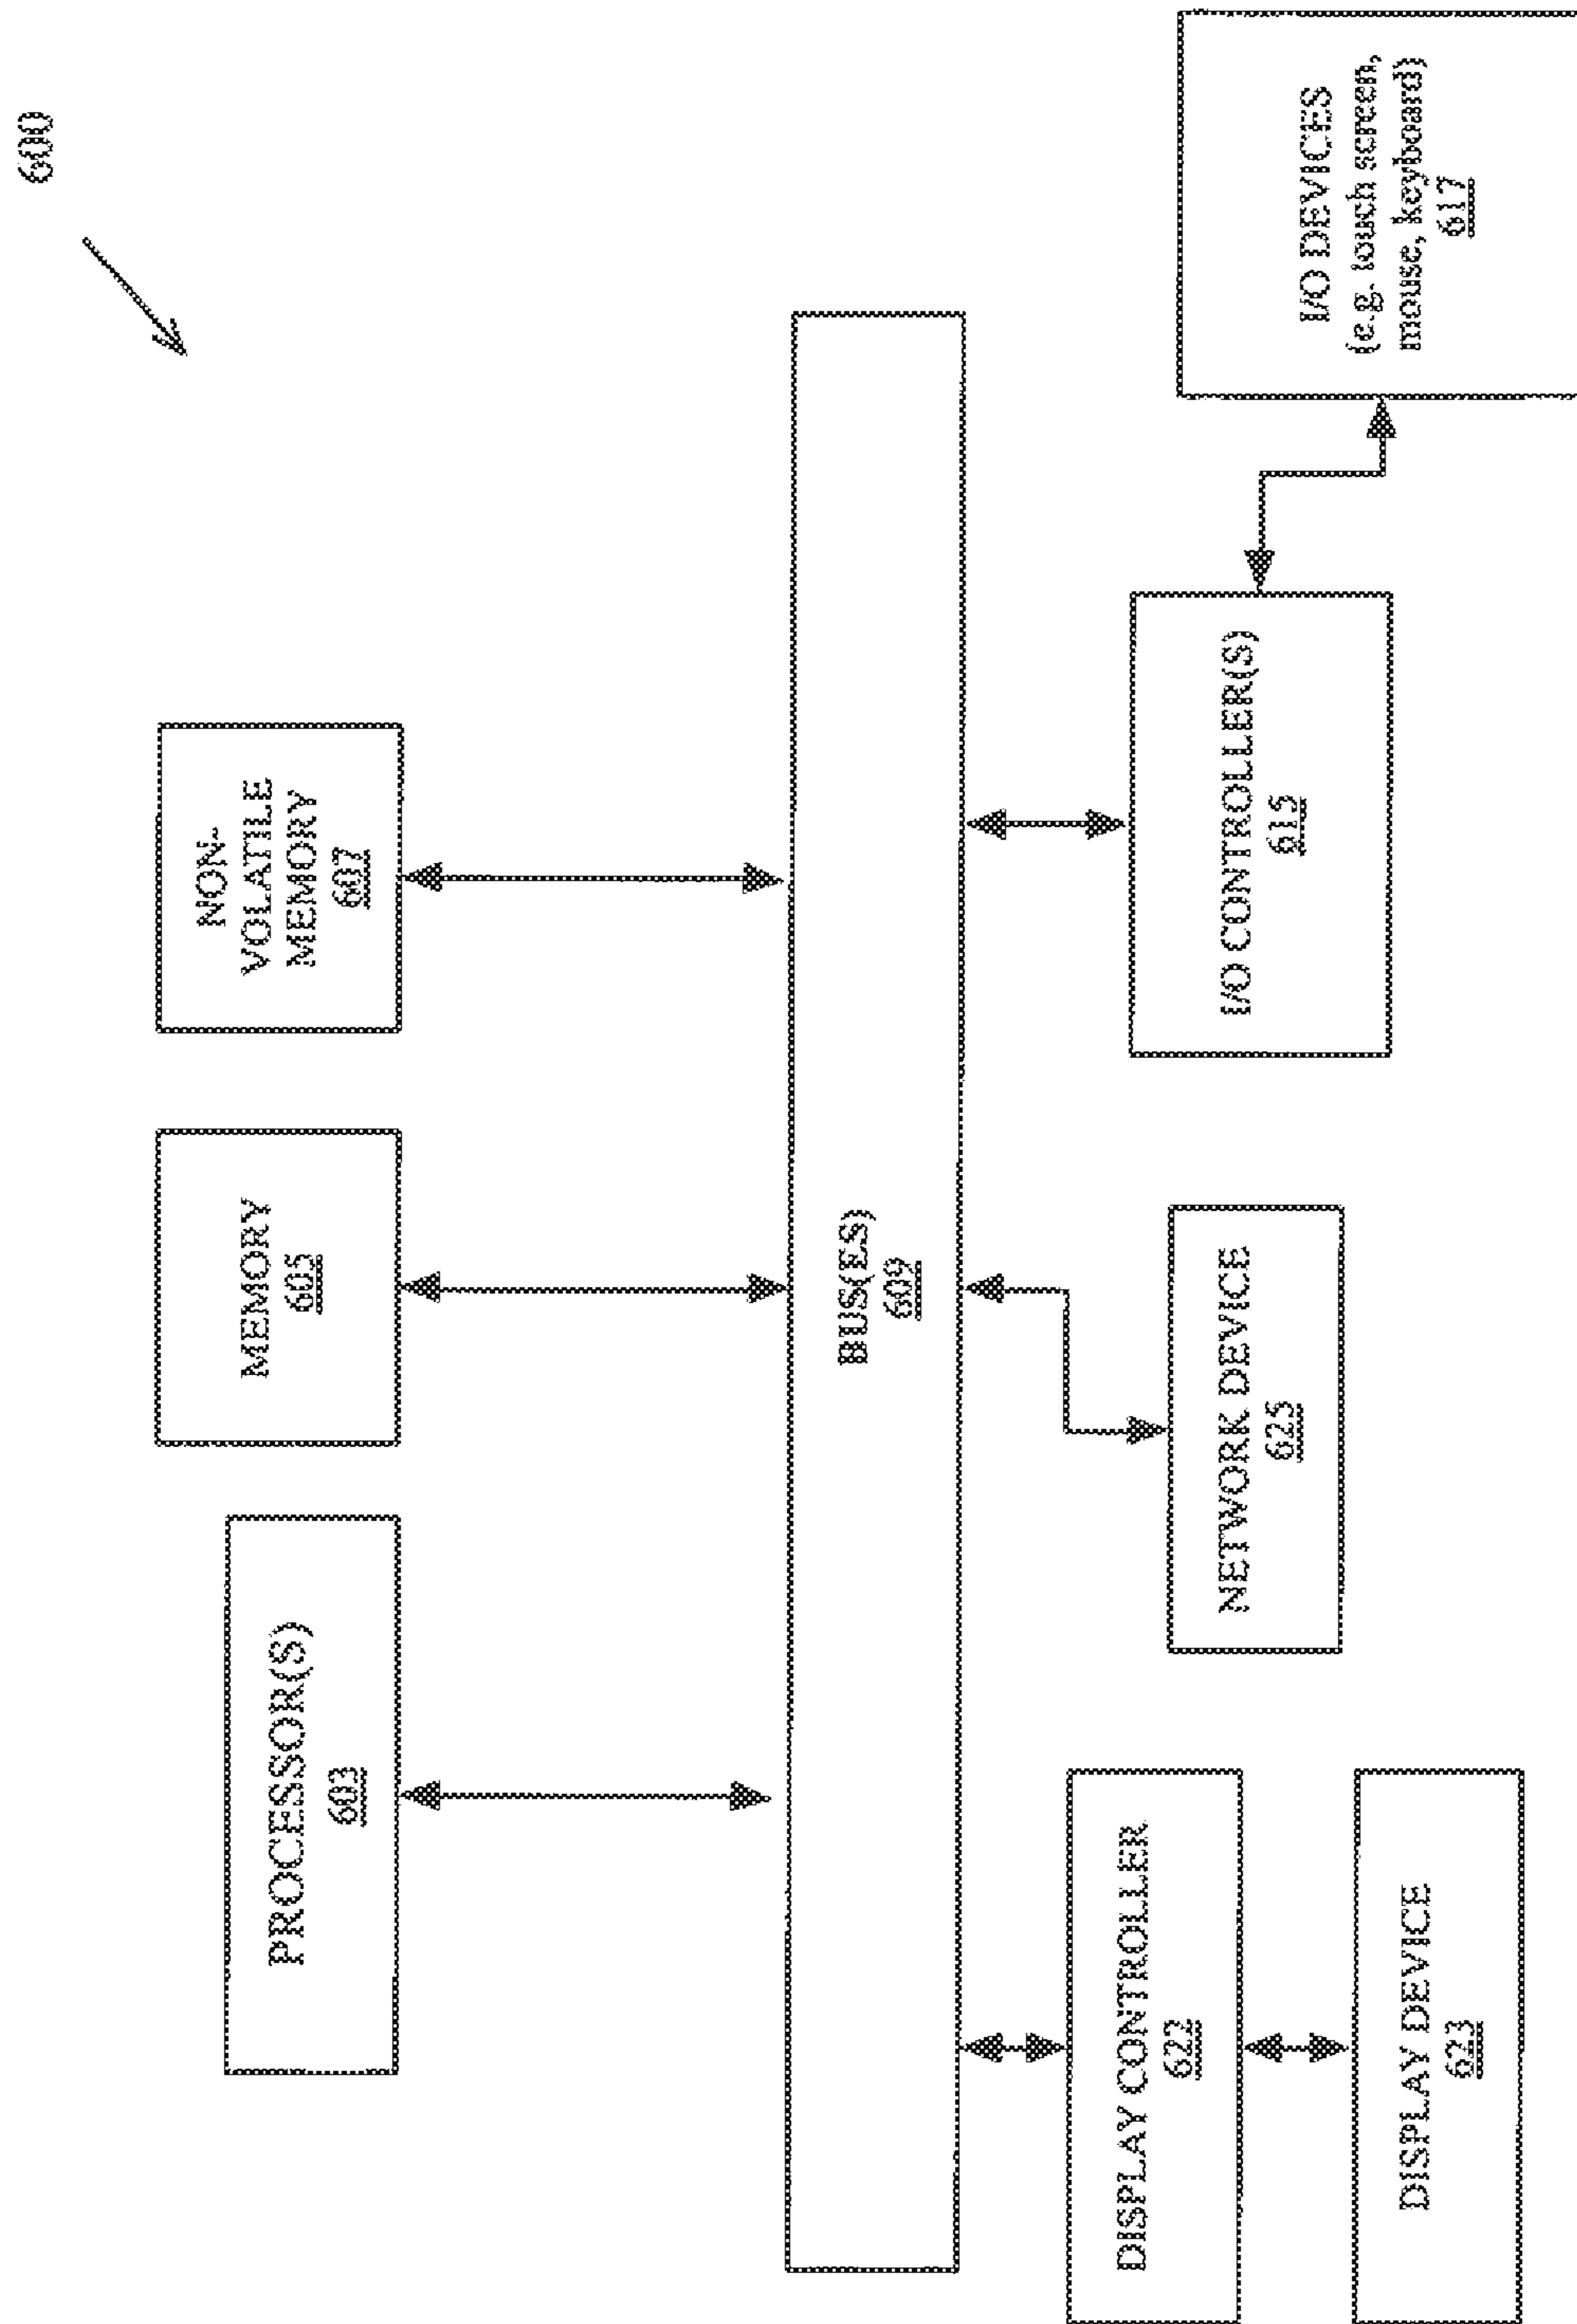 600
PROCESSOR(S)
603
MEMORY
605
NON-
VOLATILE
MEMORY
607
BUS(ES)
609
DISPLAY CONTROLLER
622
DISPLAY DEVICE
623
NETWORK DEVICE
625
I/O CONTROLLER(S)
615
I/O DEVICES
(e.g. touch screen,
mouse, keyboard)
617